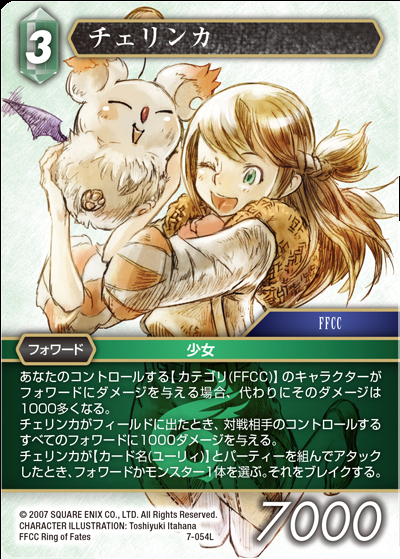 3
チェリンカ
FFCC
フォワード
少女
あなたのコントロールする【カテゴリ(FFCC)】のキャラクターが
フォワードにダメージを与える場合、代わりにそのダメージは
1000多くなる。
チェリンカがフィールドに出たとき、対戦相手のコントロールする
すべてのフォワードに1000ダメージを与える。
チェリンカが【カード名(ユーリィ)】とパーティーを組んでアタック
したとき、フォワードかモンスター1体を選ぶ。それをブレイクする。
© 2007 SQUARE ENIX CO., LTD. All Rights Reserved.
CHARACTER ILLUSTRATION: Toshiyuki Itahana
FFCC Ring of Fates
7-054L
7000